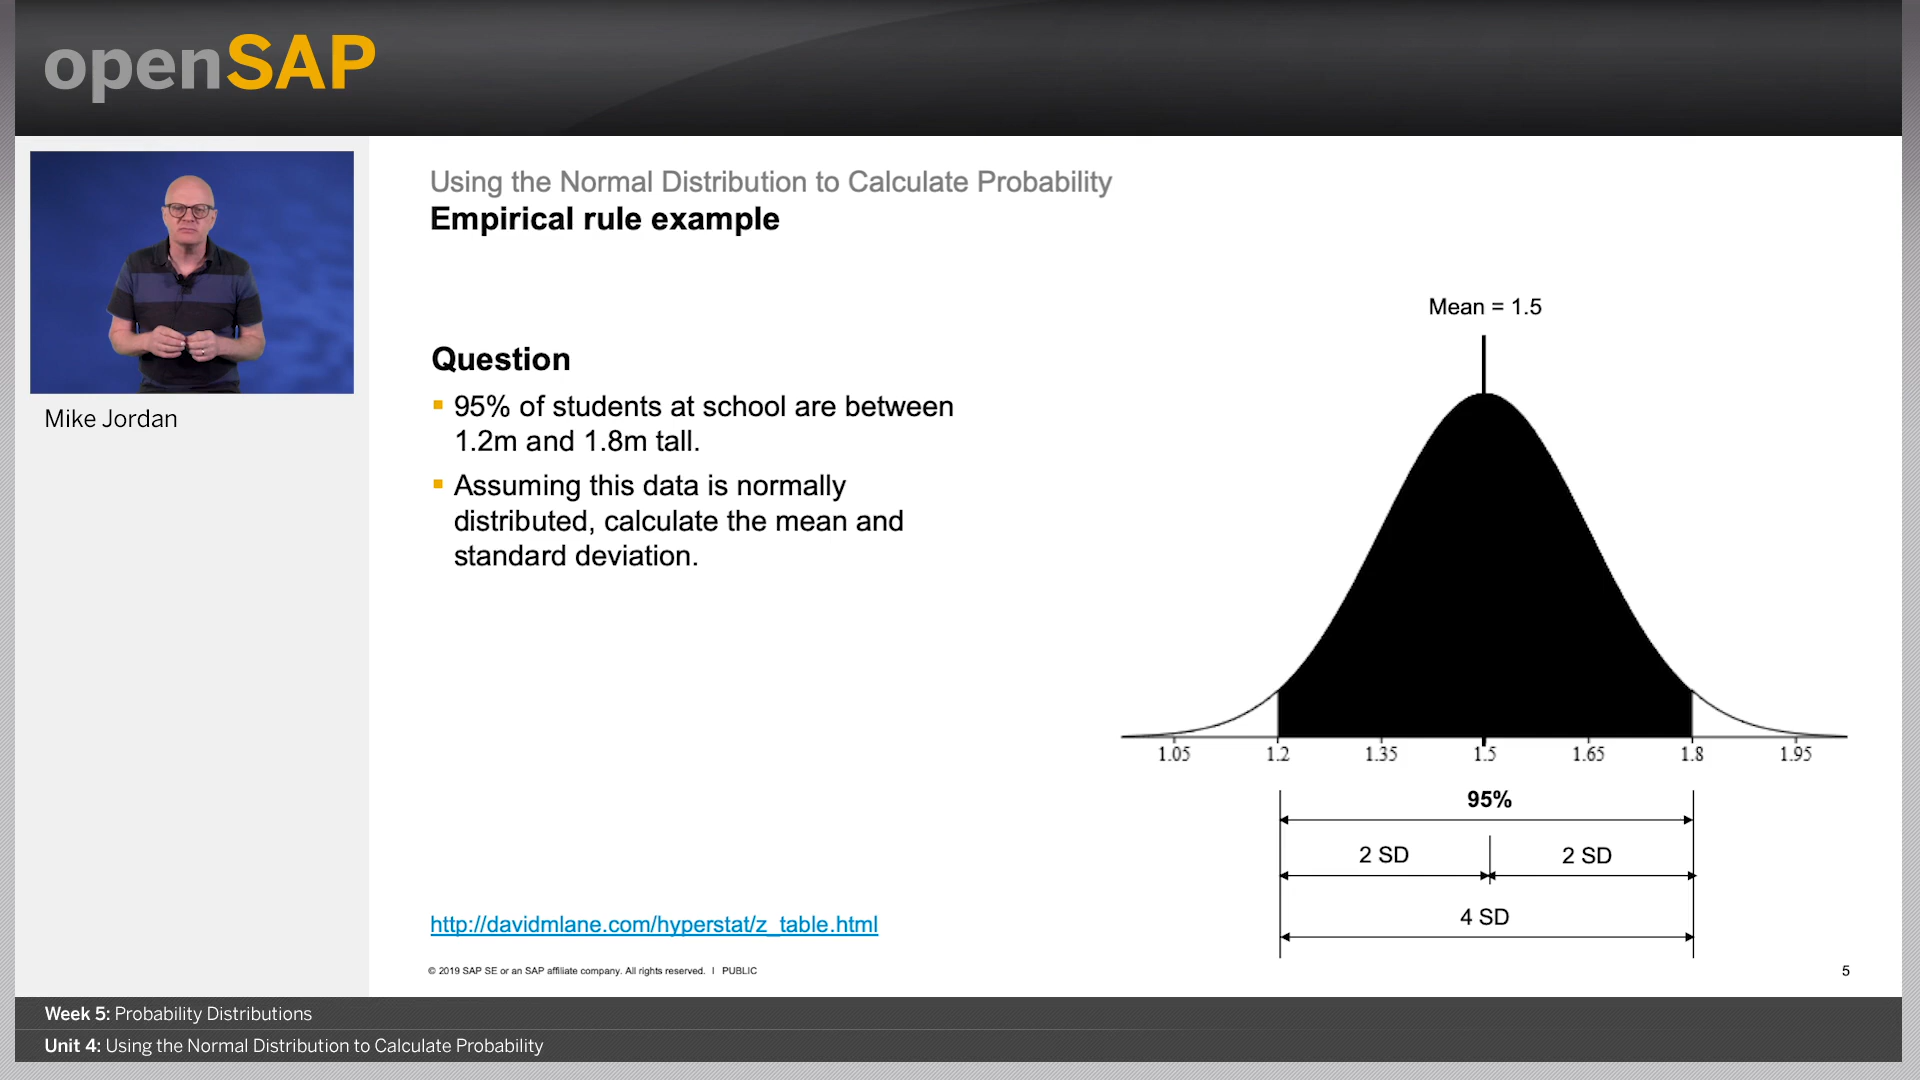 openSAP
Mike Jordan
Using the Normal Distribution to Calculate Probability
Empirical rule example
Question
95% of students at school are between
1.2m and 1.8m tall.
Assuming this data is normally
distributed, calculate the mean and
standard deviation.
http://davidmlane.com/hyperstat/z_table.html
Mean = 1.5
1.05 1.2 1.35 1.5 1.65 1.8 1.95
95%
2 SD 2 SD
4 SD
© 2019 SAP SE or an SAP affiliate company. All rights reserved. | PUBLIC
5
Week 5: Probability Distributions
Unit 4: Using the Normal Distribution to Calculate Probability